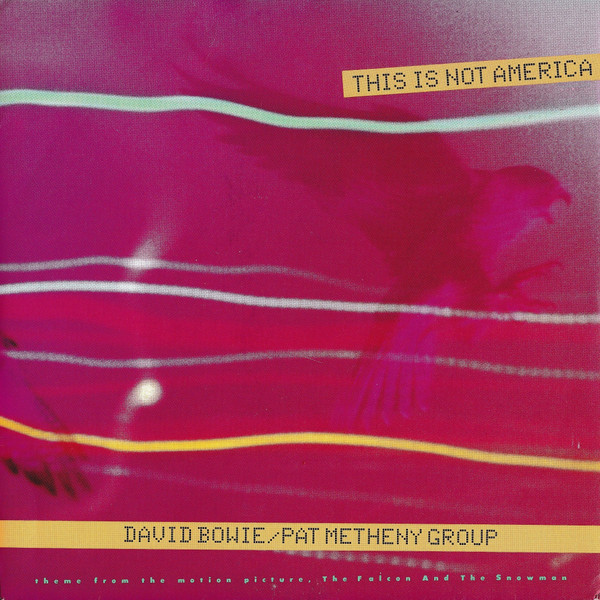 THIS IS NOT AMERICA
DAVID BOWIE/PAT METHENY GROUP
theme from the motion picture, The Falcon And The Snowman